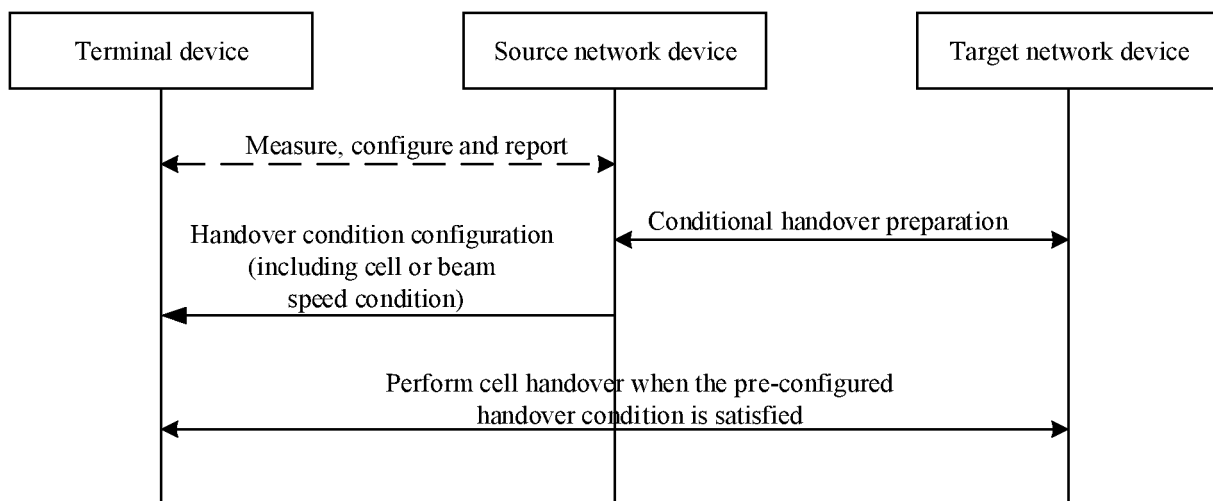 Terminal device
Source network device
Target network device
Measure, configure and report
Conditional handover preparation
Handover condition configuration
(including cell or beam
speed condition)
Perform cell handover when the pre-configured
handover condition is satisfied